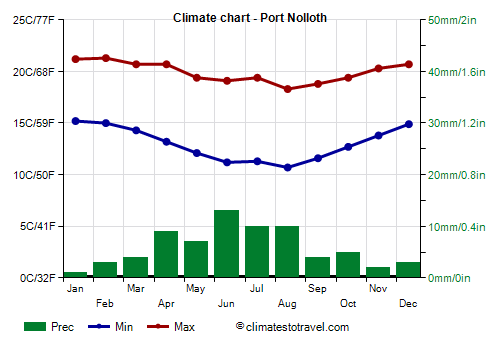 Climate chart - Port Nolloth
25C/77F
20C/68F
15C/59F
10C/50F
5C/41F
0C/32F
50mm/2in
40mm/1.6in
30mm/1.2in
20mm/0.8in
10mm/0.4in
0mm/0in
Jan Mar May Jul Sep Nov
Feb Apr Jun Aug Oct Dec
Prec Min Max ©climatestotravel.com